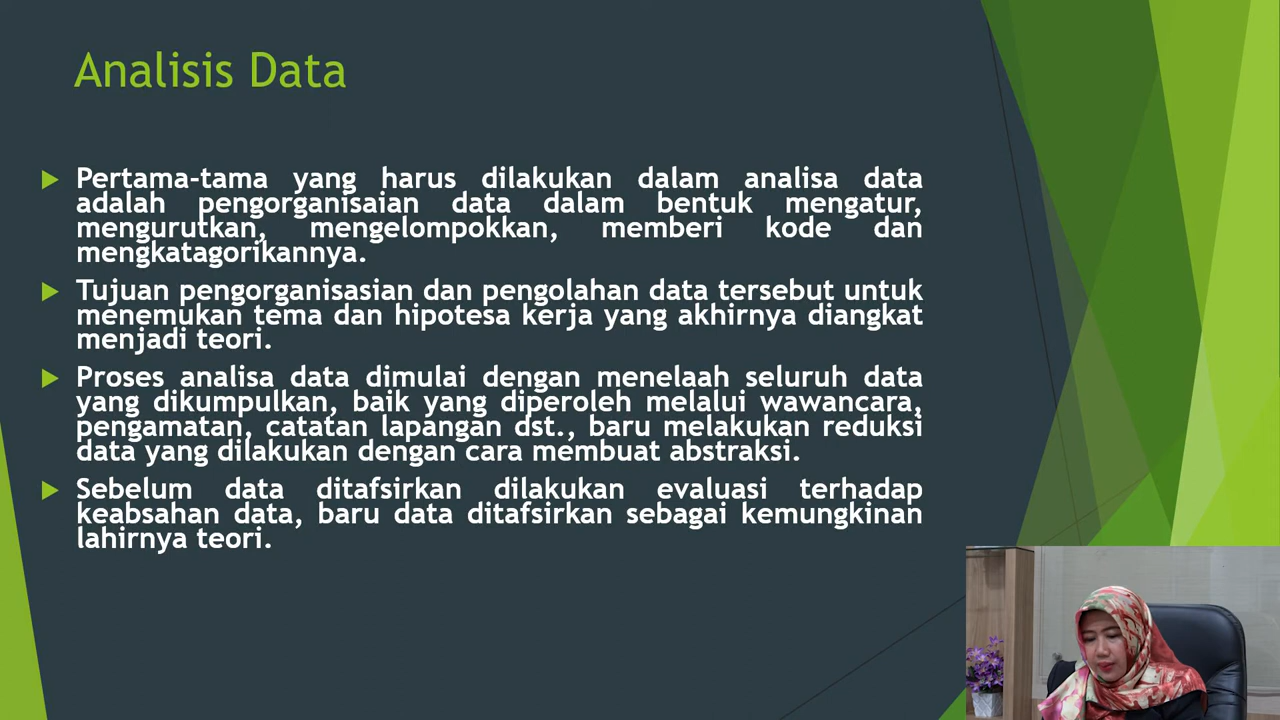 Analisis Data
Pertama-tama yang harus dilakukan dalam analisa data
adalah pengorganisaian data dalam bentuk mengatur,
mengurutkan, mengelompokkan, memberi kode dan
mengkatagorikannya.
Tujuan pengorganisasian dan pengolahan data tersebut untuk
menemukan tema dan hipotesa kerja yang akhirnya diangkat
menjadi teori.
Proses analisa data dimulai dengan menelaah seluruh data
yang dikumpulkan, baik yang diperoleh melalui wawancara,
pengamatan, catatan lapangan dst., baru melakukan reduksi
data yang dilakukan dengan cara membuat abstraksi.
Sebelum data ditafsirkan dilakukan evaluasi terhadap
keabsahan data, baru data ditafsirkan sebagai kemungkinan
lahirnya teori.